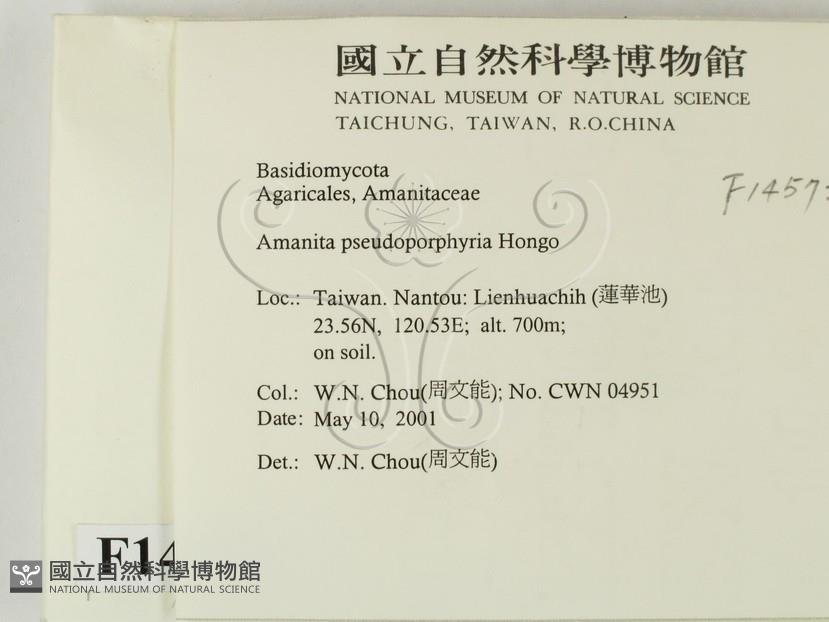 國立自然科學博物館
NATIONAL MUSEUM OF NATURAL SCIENCE
TAICHUNG, TAIWAN, R.O.CHINA
Basidiomycota
Agaricales, Amanitaceae
F1457
Amanita pseudoporphyria Hongo
Loc.: Taiwan. Nantou: Lienhuachih (蓮華池)
23.56N, 120.53E; alt. 700m;
on soil.
Col.: W.N. Chou(周文能); No. CWN 04951
Date: May 10, 2001
Det.: W.N. Chou(周文能)
F14
國立自然科學博物館
NATIONAL MUSEUM OF NATURAL SCIENCE